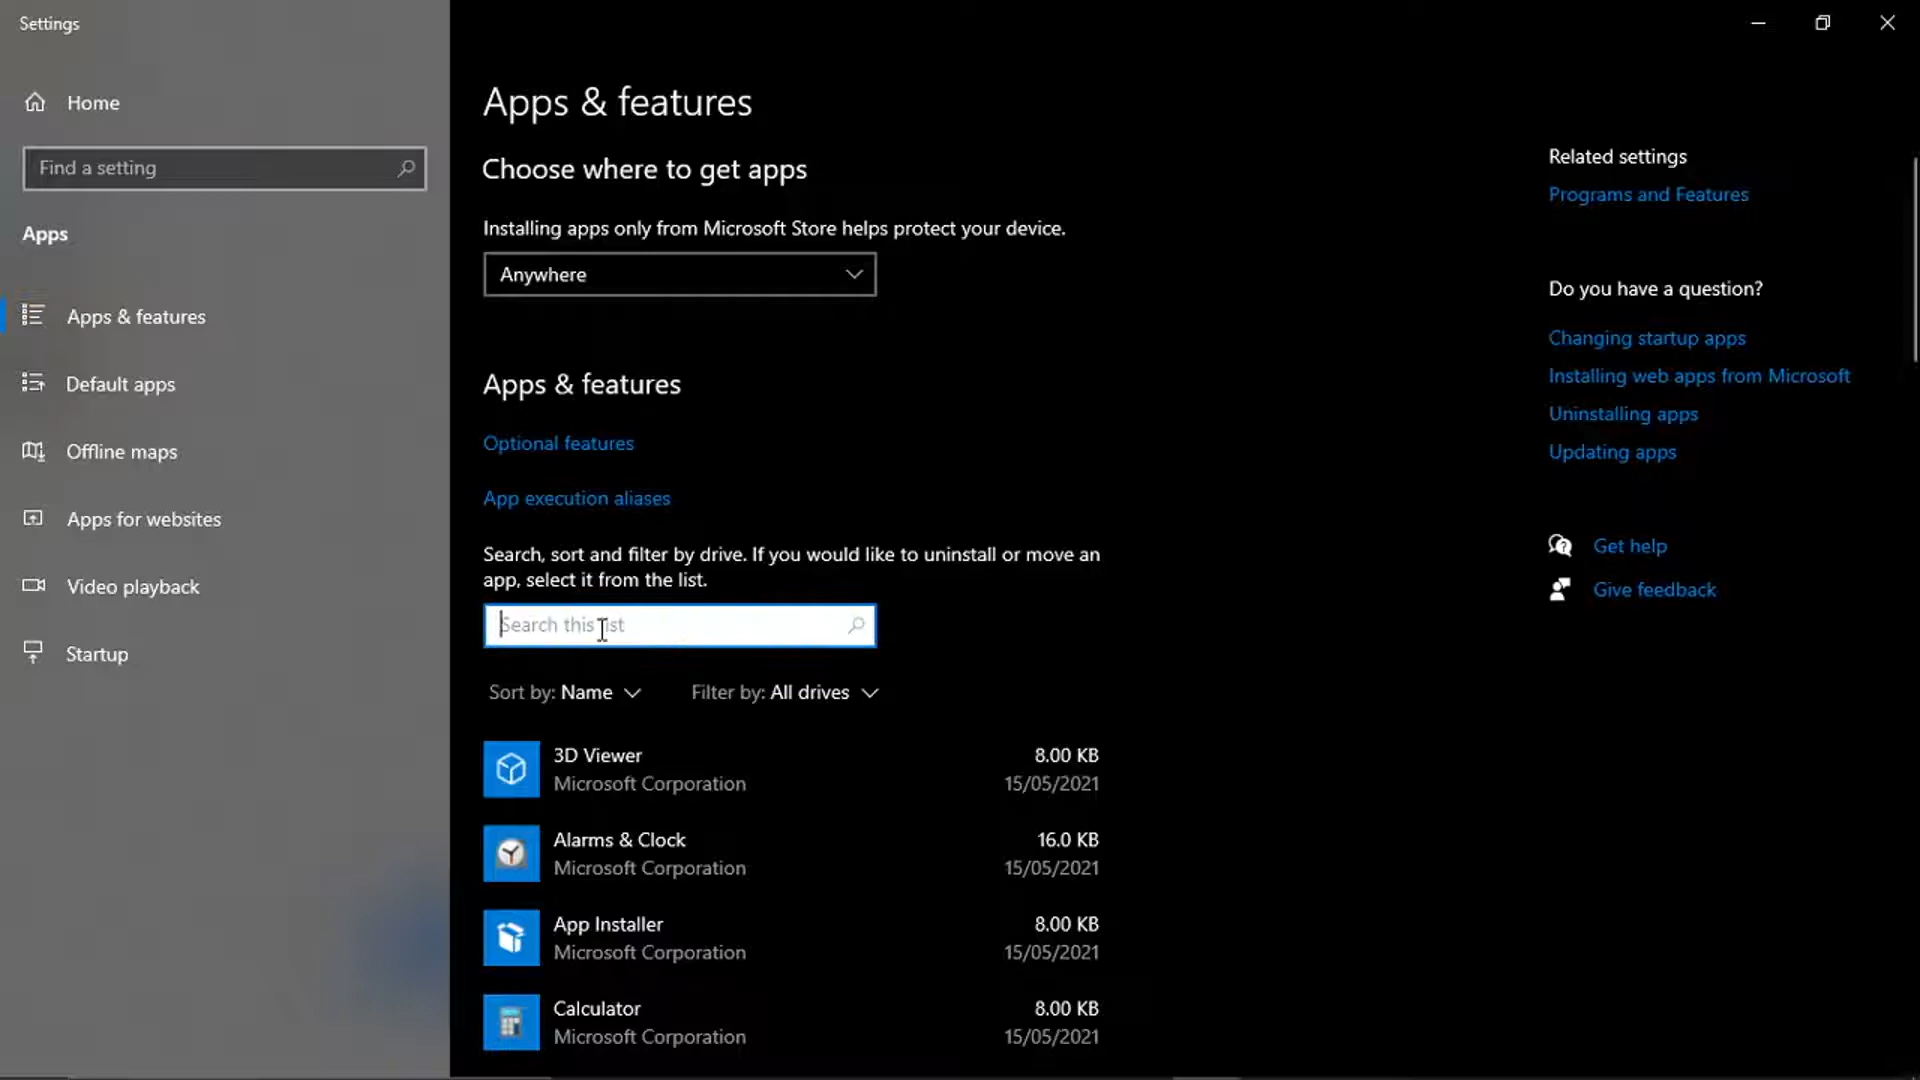 Settings
Home
Find a setting
Apps
Apps & features
Default apps
Offline maps
Apps for websites
Video playback
Startup
Apps & features
Choose where to get apps
Installing apps only from Microsoft Store helps protect your device.
Anywhere
Apps & features
Optional features
App execution aliases
Search, sort and filter by drive. If you would like to uninstall or move an
app, select it from the list.
Search this list
Sort by: Name
Filter by: All drives
3D Viewer
8.00 KB
Microsoft Corporation
15/05/2021
Alarms & Clock
16.0 KB
Microsoft Corporation
15/05/2021
App Installer
8.00 KB
Microsoft Corporation
15/05/2021
Calculator
8.00 KB
Microsoft Corporation
15/05/2021
Related settings
Programs and Features
Do you have a question?
Changing startup apps
Installing web apps from Microsoft
Uninstalling apps
Updating apps
Get help
Give feedback